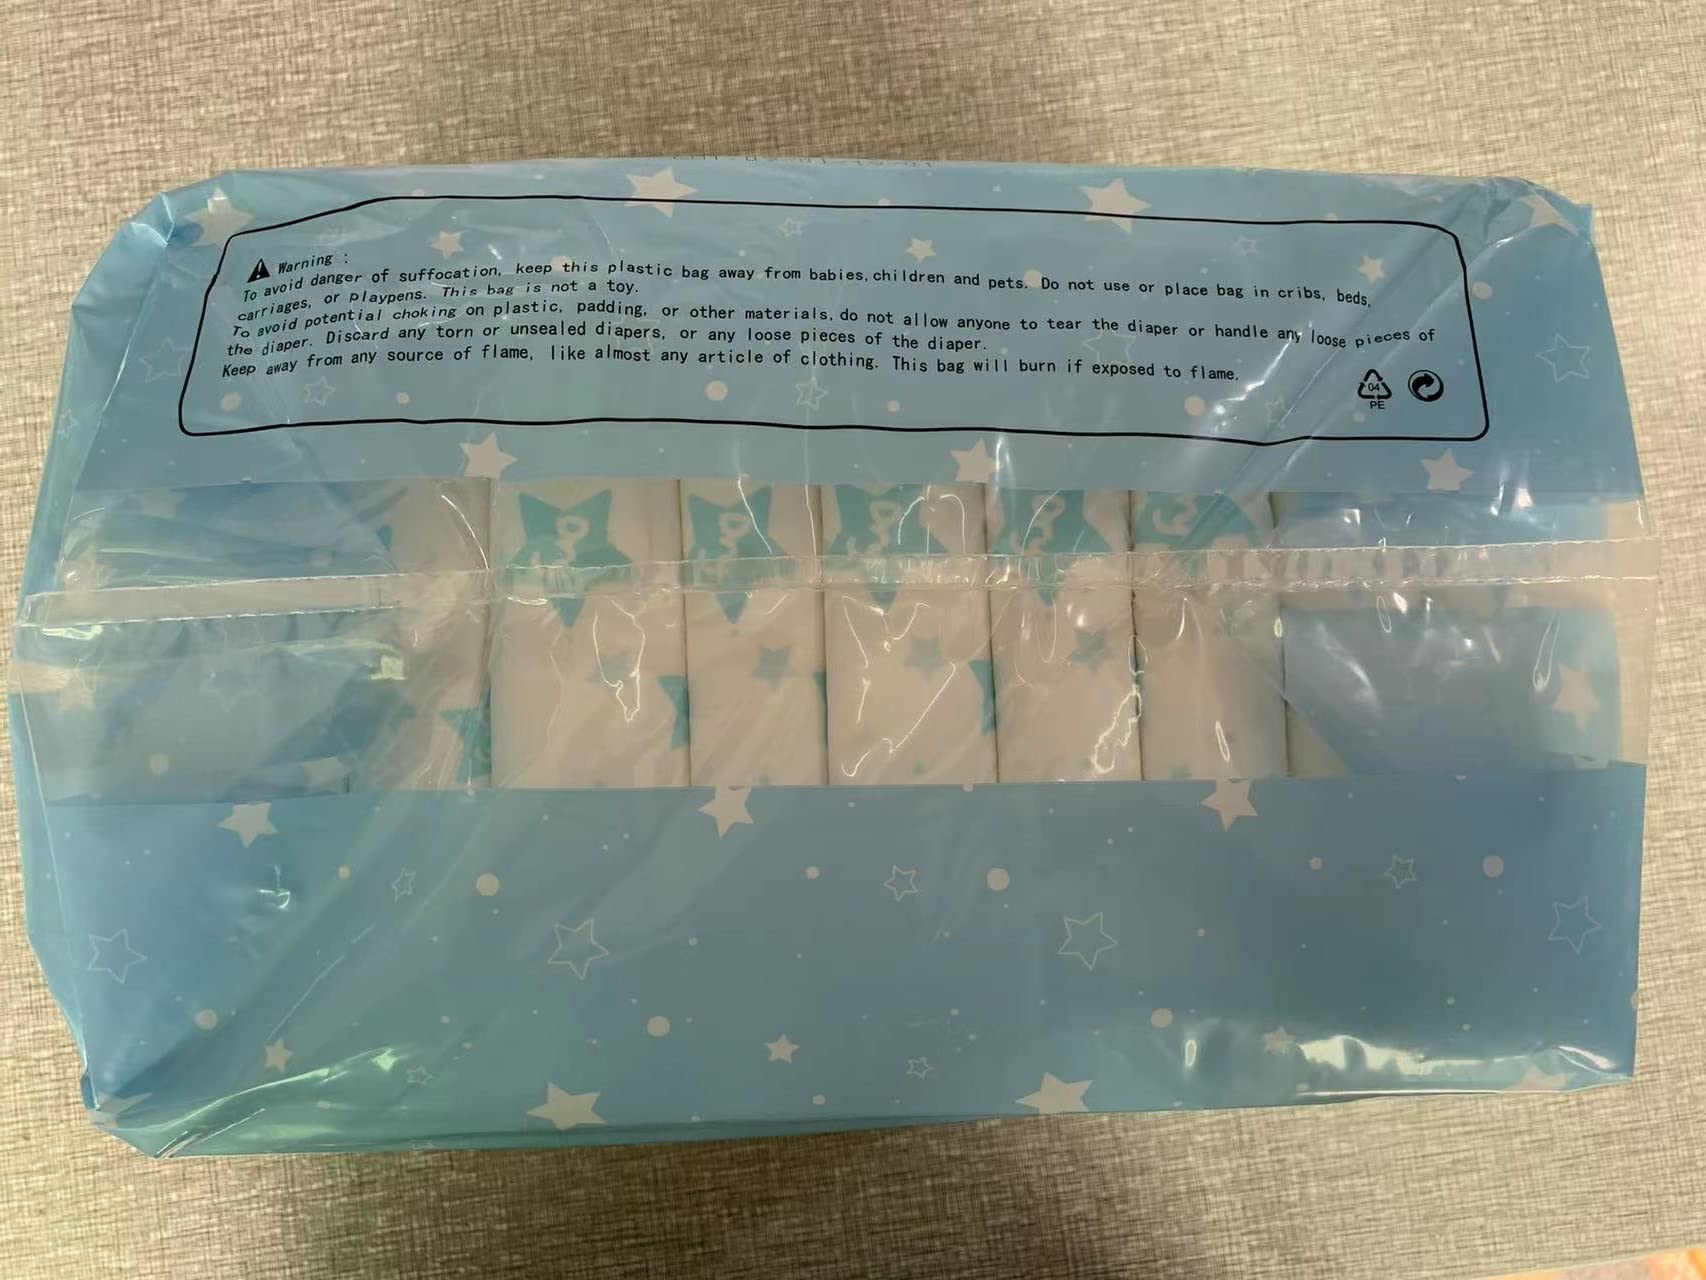 Warning :
To avoid danger of suffocation, keep this plastic bag away from babies, children and pets. Do not use or place bag in cribs, beds,
carriages, or playpens. This bag is not a toy.
To avoid potential choking on plastic, padding, or other materials, do not allow anyone to tear the diaper or handle any loose pieces of
the diaper. Discard any torn or unsealed diapers, or any loose pieces of the diaper.
Keep away from any source of flame, like almost any article of clothing. This bag will burn if exposed to flame.
04
PE